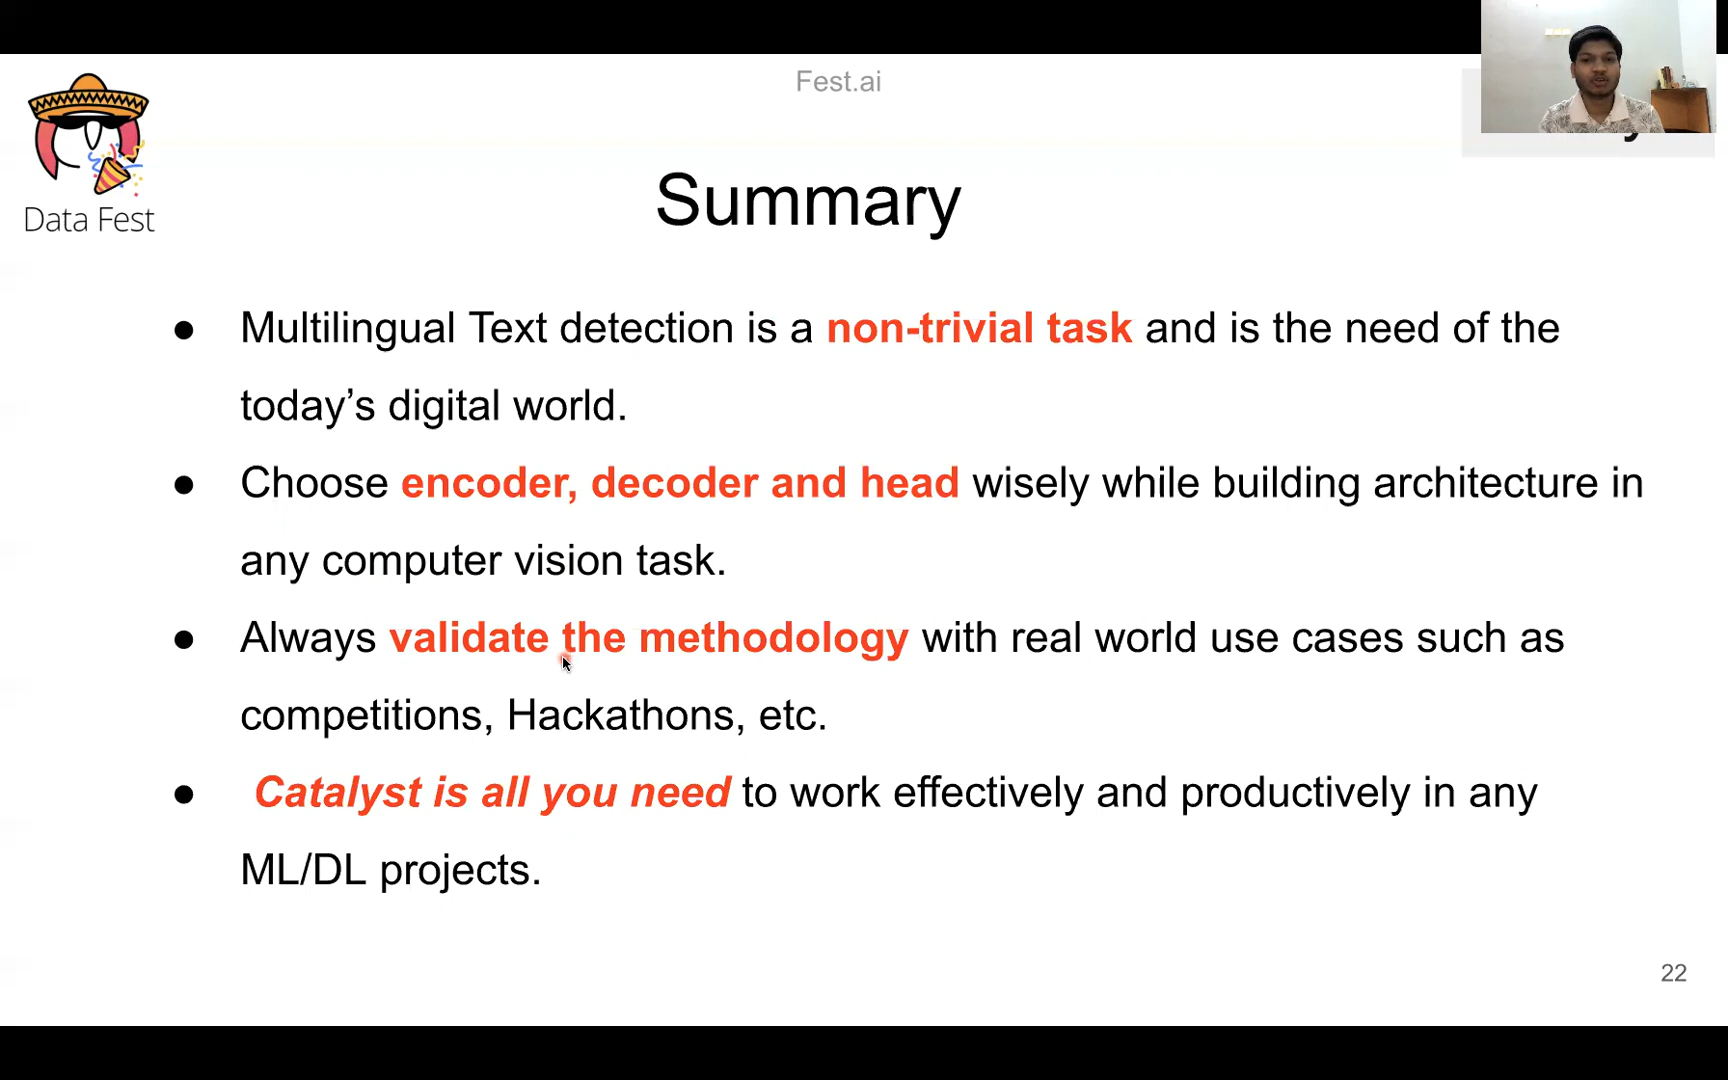 Fest.ai
Data Fest
Summary
● Multilingual Text detection is a non-trivial task and is the need of the
today’s digital world.
● Choose encoder, decoder and head wisely while building architecture in
any computer vision task.
● Always validate the methodology with real world use cases such as
competitions, Hackathons, etc.
● Catalyst is all you need to work effectively and productively in any
ML/DL projects.
22